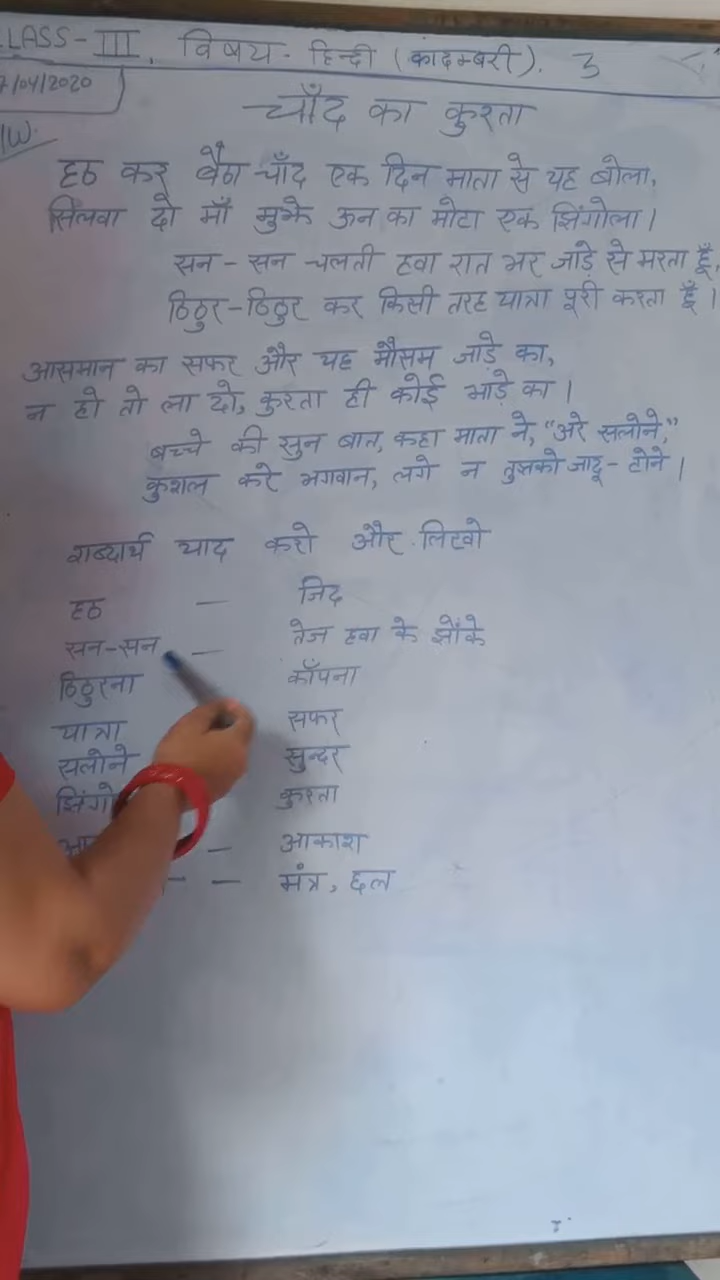 LASS-III. विषय- हिन्दी (कादम्बरी). 3
/04/2020
चाँद का कुरता
हठ कर बैठा चाँद एक दिन माता से यह बोला,
सिलवा दो माँ मुझे ऊन का मोटा एक झिंगोला।
सन-सन चलती हवा रात भर जाड़े से मरता हूँ,
ठिठुर-ठिठुर कर किसी तरह यात्रा पूरी करता हूँ।
आसमान का सफर और यह मौसम जाड़े का,
न हो तो ला दो, कुरता ही कोई भाड़े का।
बच्चे की सुन बात, कहा माता ने, "अरे सलोने,"
कुशल करे भगवान, लगे न तुझको जादू-टोने।
शब्दार्थ याद करो और लिखो
हठ — जिद
सन-सन — तेज हवा के झोंके
ठिठुरना काँपना
यात्रा सफर
सलोने सुन्दर
झिंगो कुरता
आ — आकाश
— मंत्र, छल